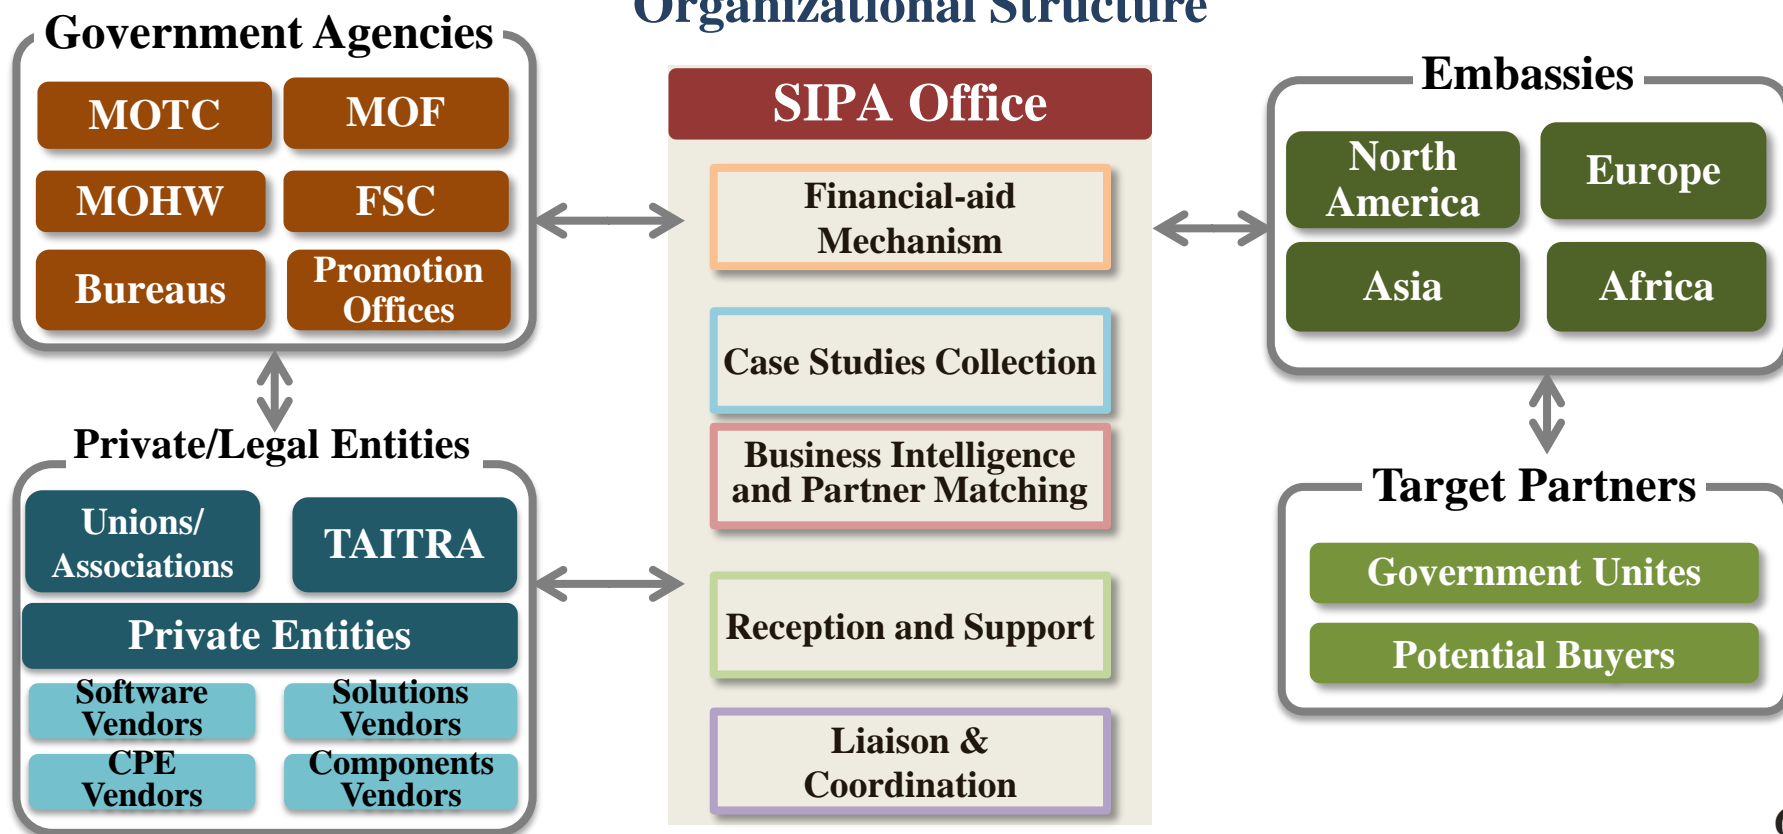 Organizational Structure
Government Agencies
MOTC
MOF
MOHW
FSC
Bureaus
Promotion
Offices
Private/Legal Entities
Unions/
Associations
TAITRA
Private Entities
Software
Vendors
Solutions
Vendors
CPE
Vendors
Components
Vendors
SIPA Office
Financial-aid
Mechanism
Case Studies Collection
Business Intelligence
and Partner Matching
Reception and Support
Liaison &
Coordination
Embassies
North
America
Europe
Asia
Africa
Target Partners
Government Unites
Potential Buyers